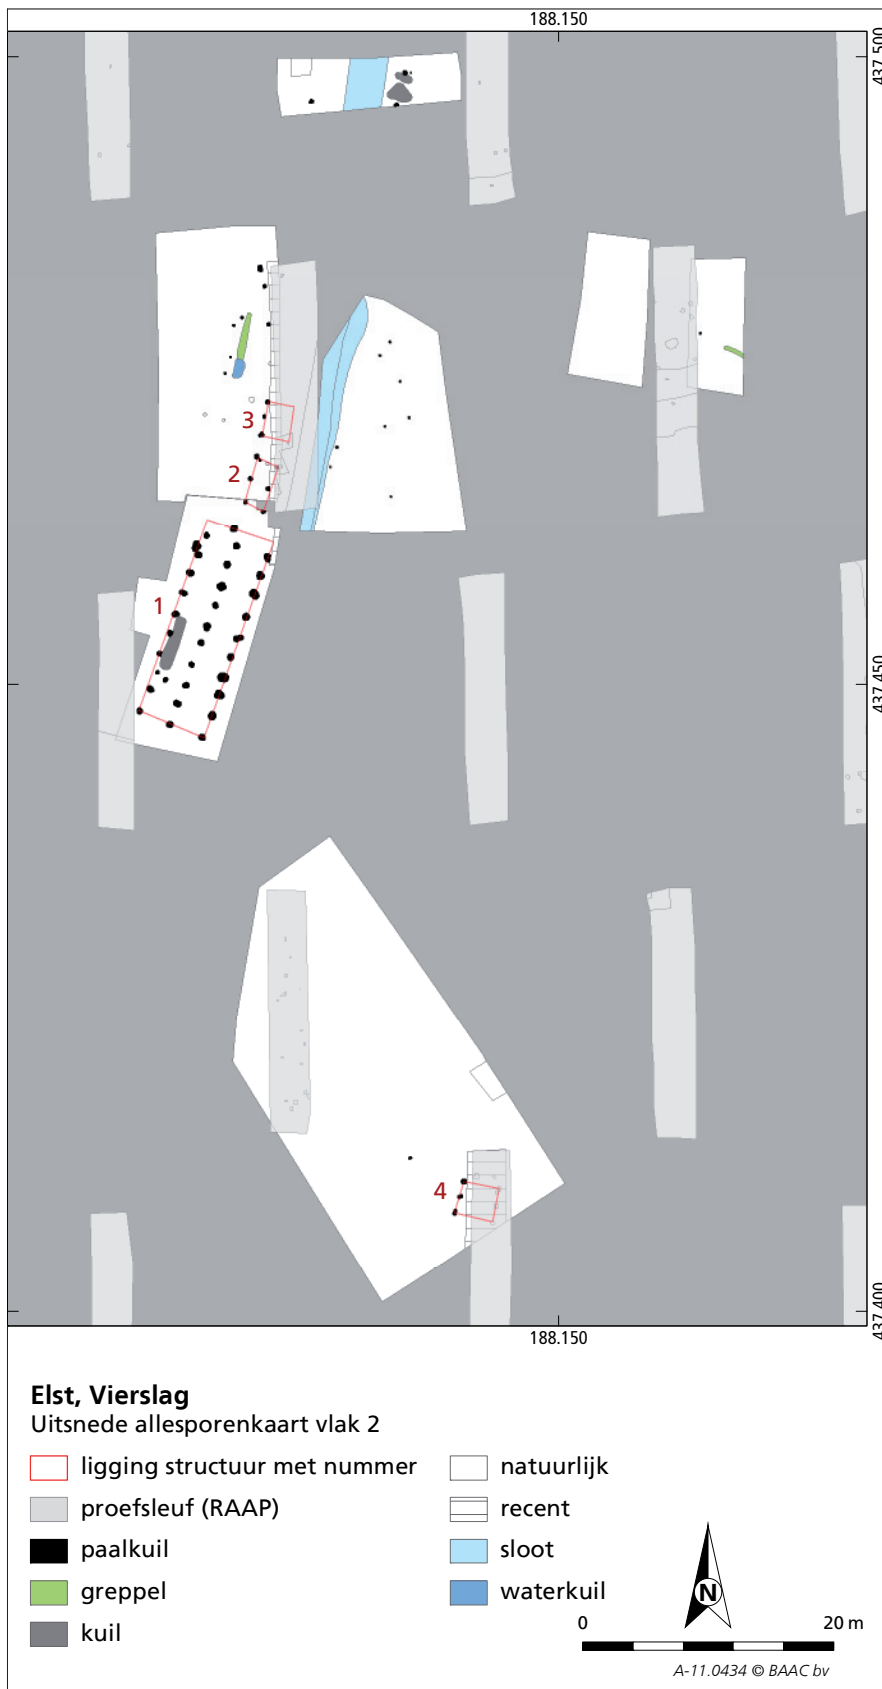 188.150
437.500
3
2
1
437.450
4
437.400
188.150
Elst, Vierslag
Uitsnede allesporenkaart vlak 2
ligging structuur met nummer
proefsleuf (RAAP)
paalkuil
greppel
kuil
natuurlijk
recent
sloot
waterkuil
N
0 20 m
A-11.0434 © BAAC bv